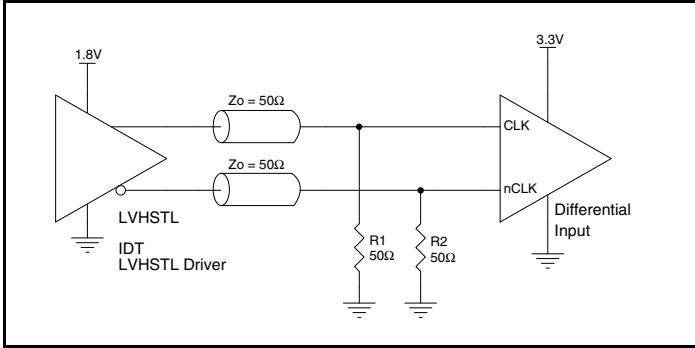 1.8V
3.3V
Zo = 50Ω
CLK
Zo = 50Ω
nCLK
LVHSTL
IDT
LVHSTL Driver
R1
50Ω
R2
50Ω
Differential
Input